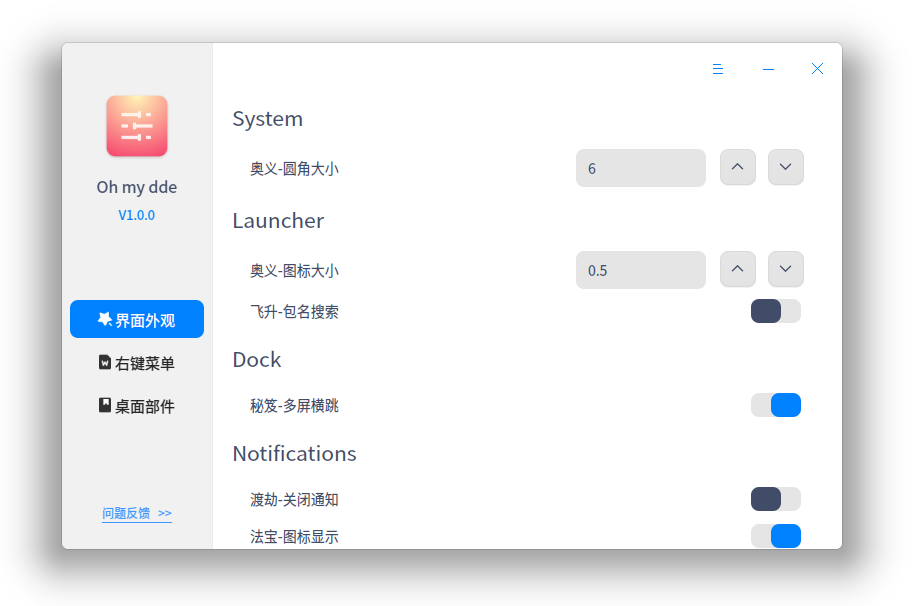 Oh my dde
V1.0.0
界面外观
右键菜单
桌面部件
问题反馈 >>
System
奥义-圆角大小
6
Launcher
奥义-图标大小
0.5
飞升-包名搜索
Dock
秘笈-多屏横跳
Notifications
渡劫-关闭通知
法宝-图标显示